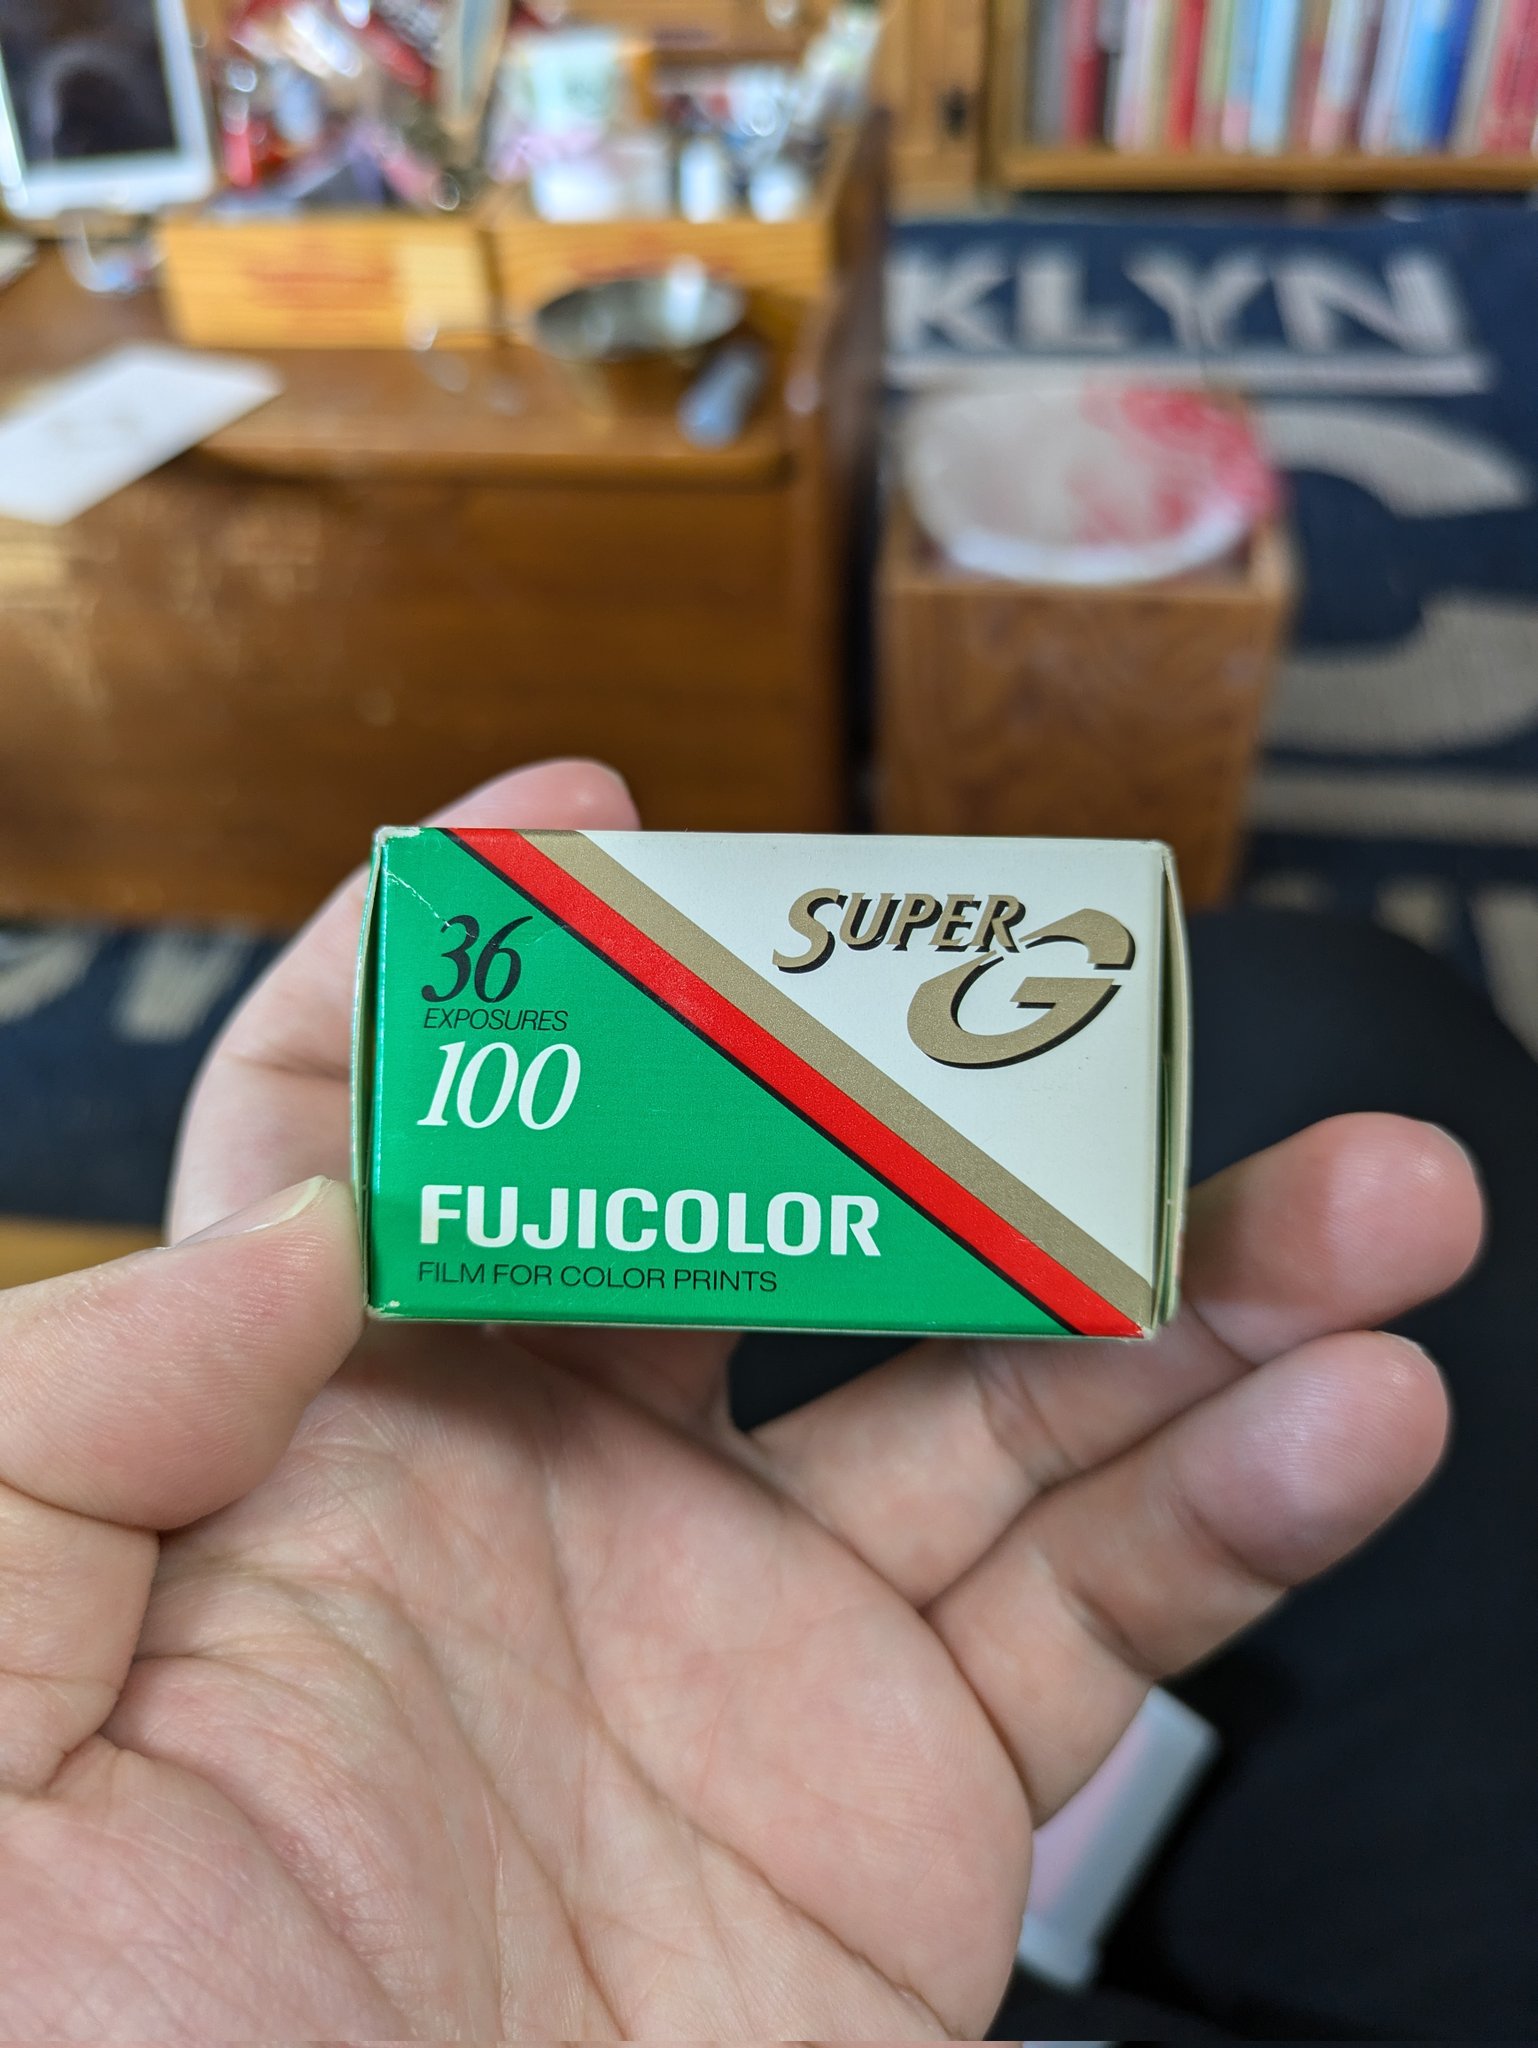 KLYN
36
EXPOSURES
100
FUJICOLOR
FILM FOR COLOR PRINTS
SUPER
G